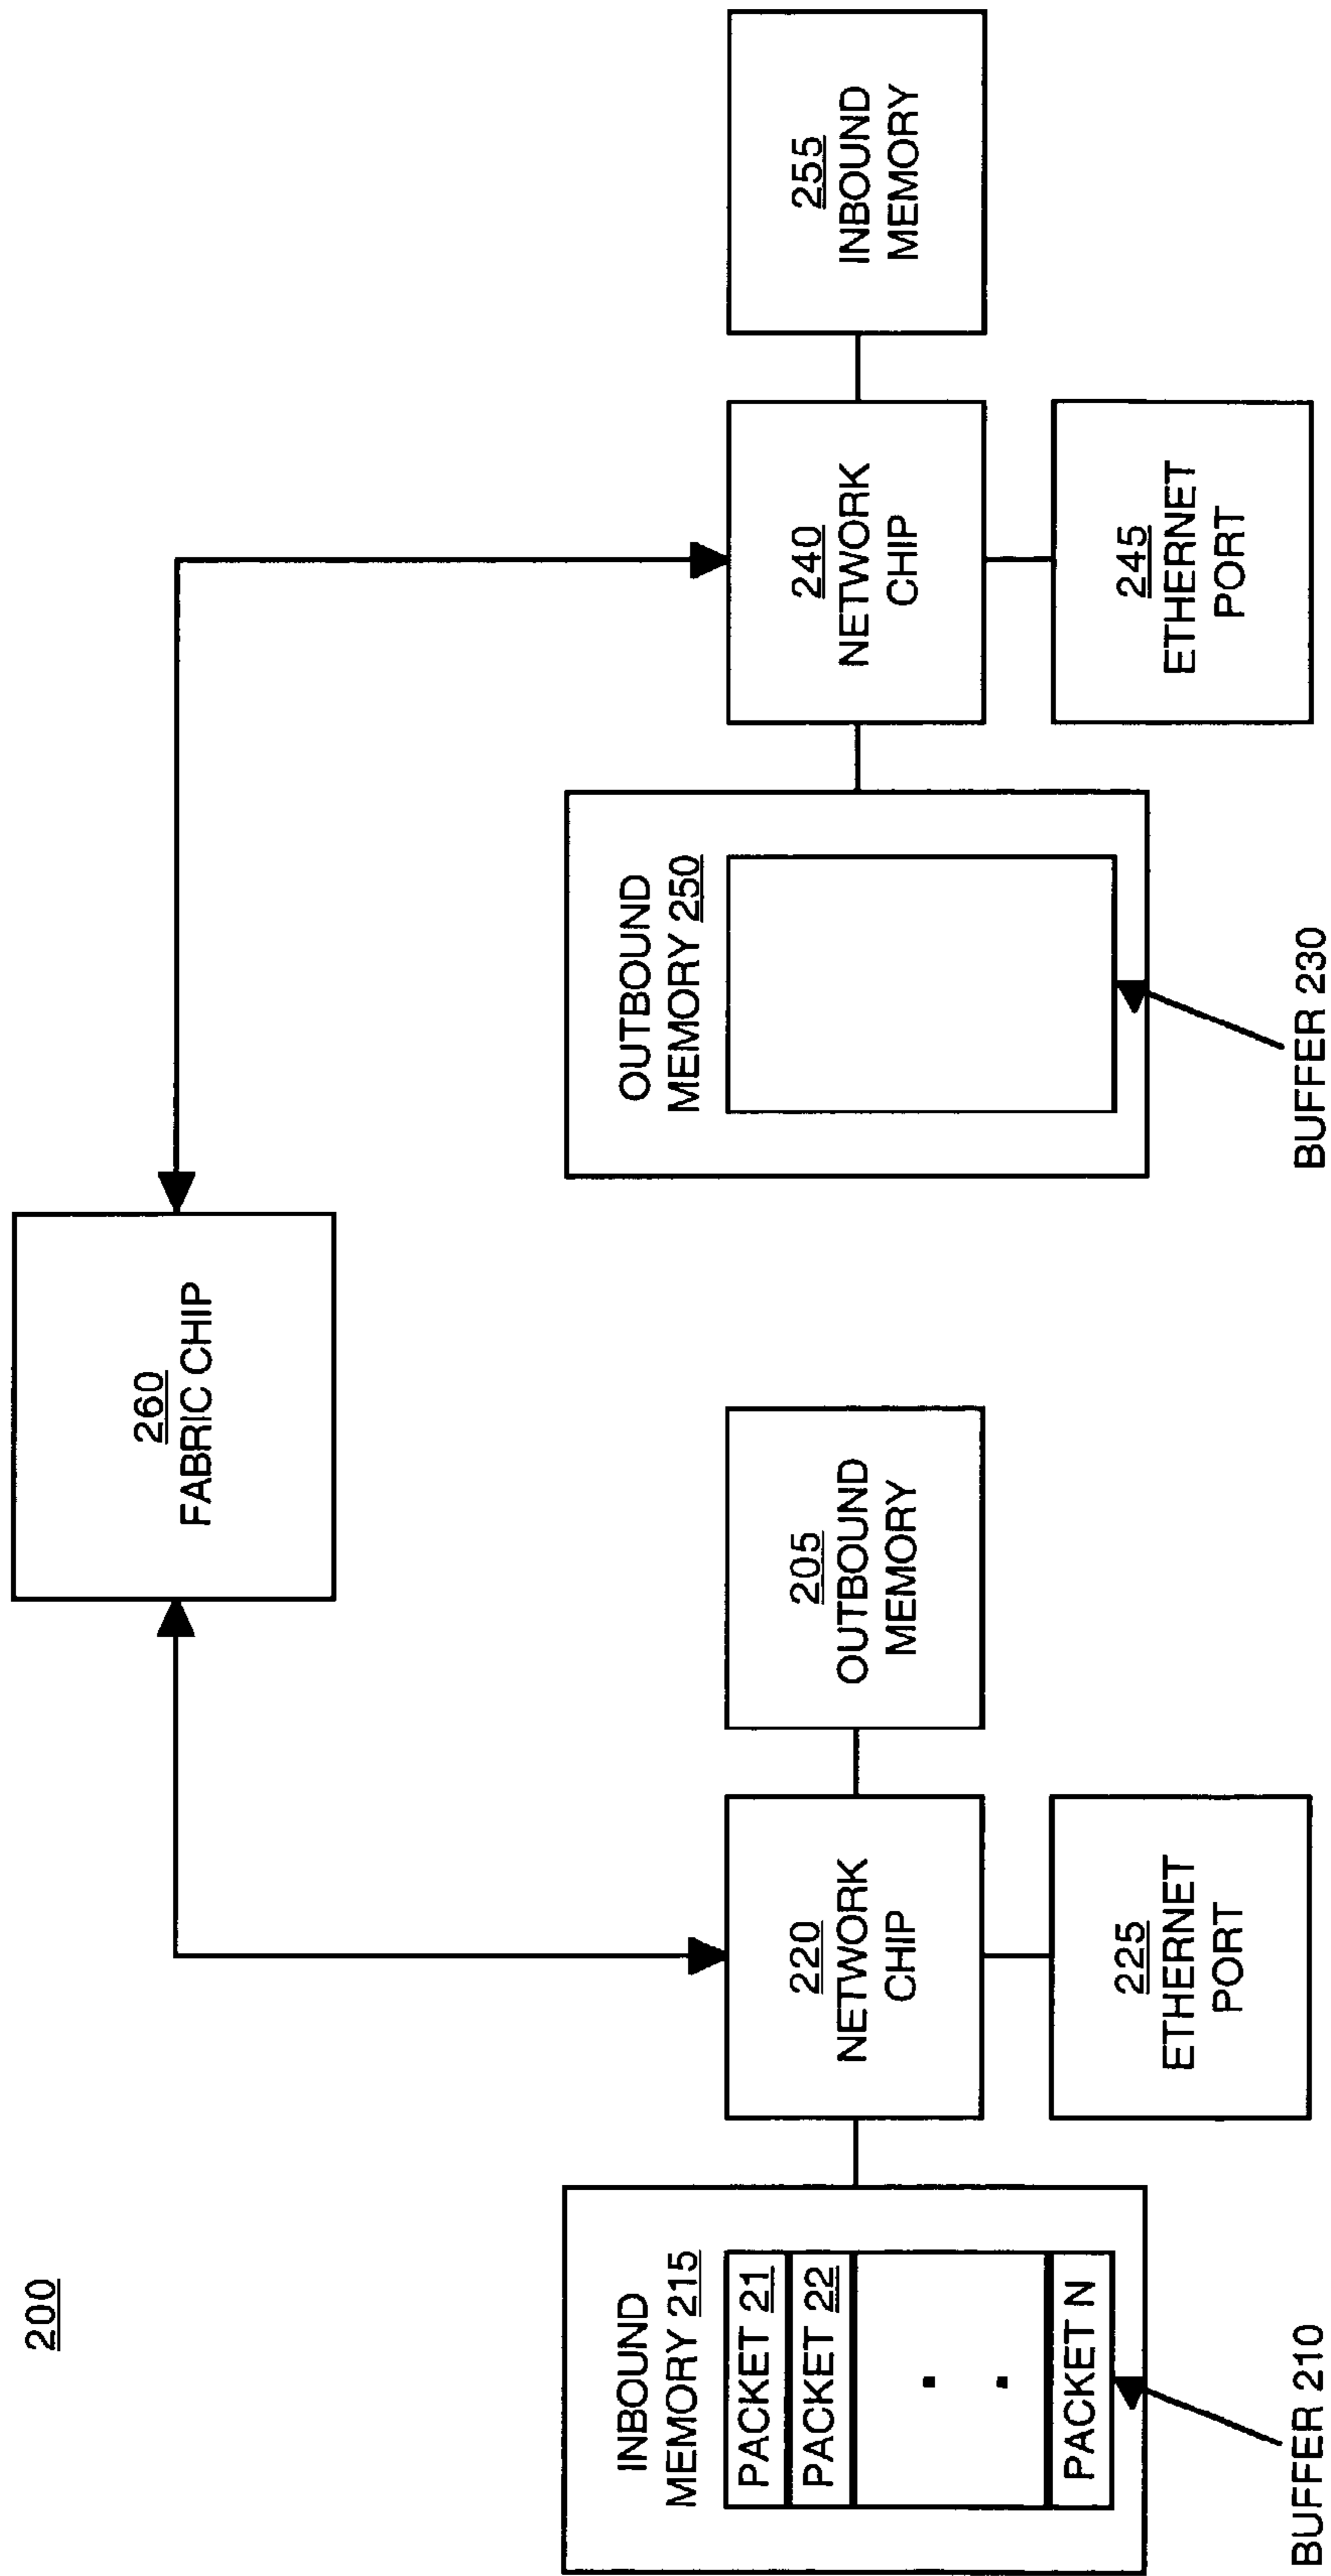 200
260
FABRIC CHIP
INBOUND
MEMORY 215
PACKET 21
PACKET 22
.
.
PACKET N
BUFFER 210
220
NETWORK
CHIP
225
ETHERNET
PORT
205
OUTBOUND
MEMORY
OUTBOUND
MEMORY 250
BUFFER 230
240
NETWORK
CHIP
245
ETHERNET
PORT
255
INBOUND
MEMORY